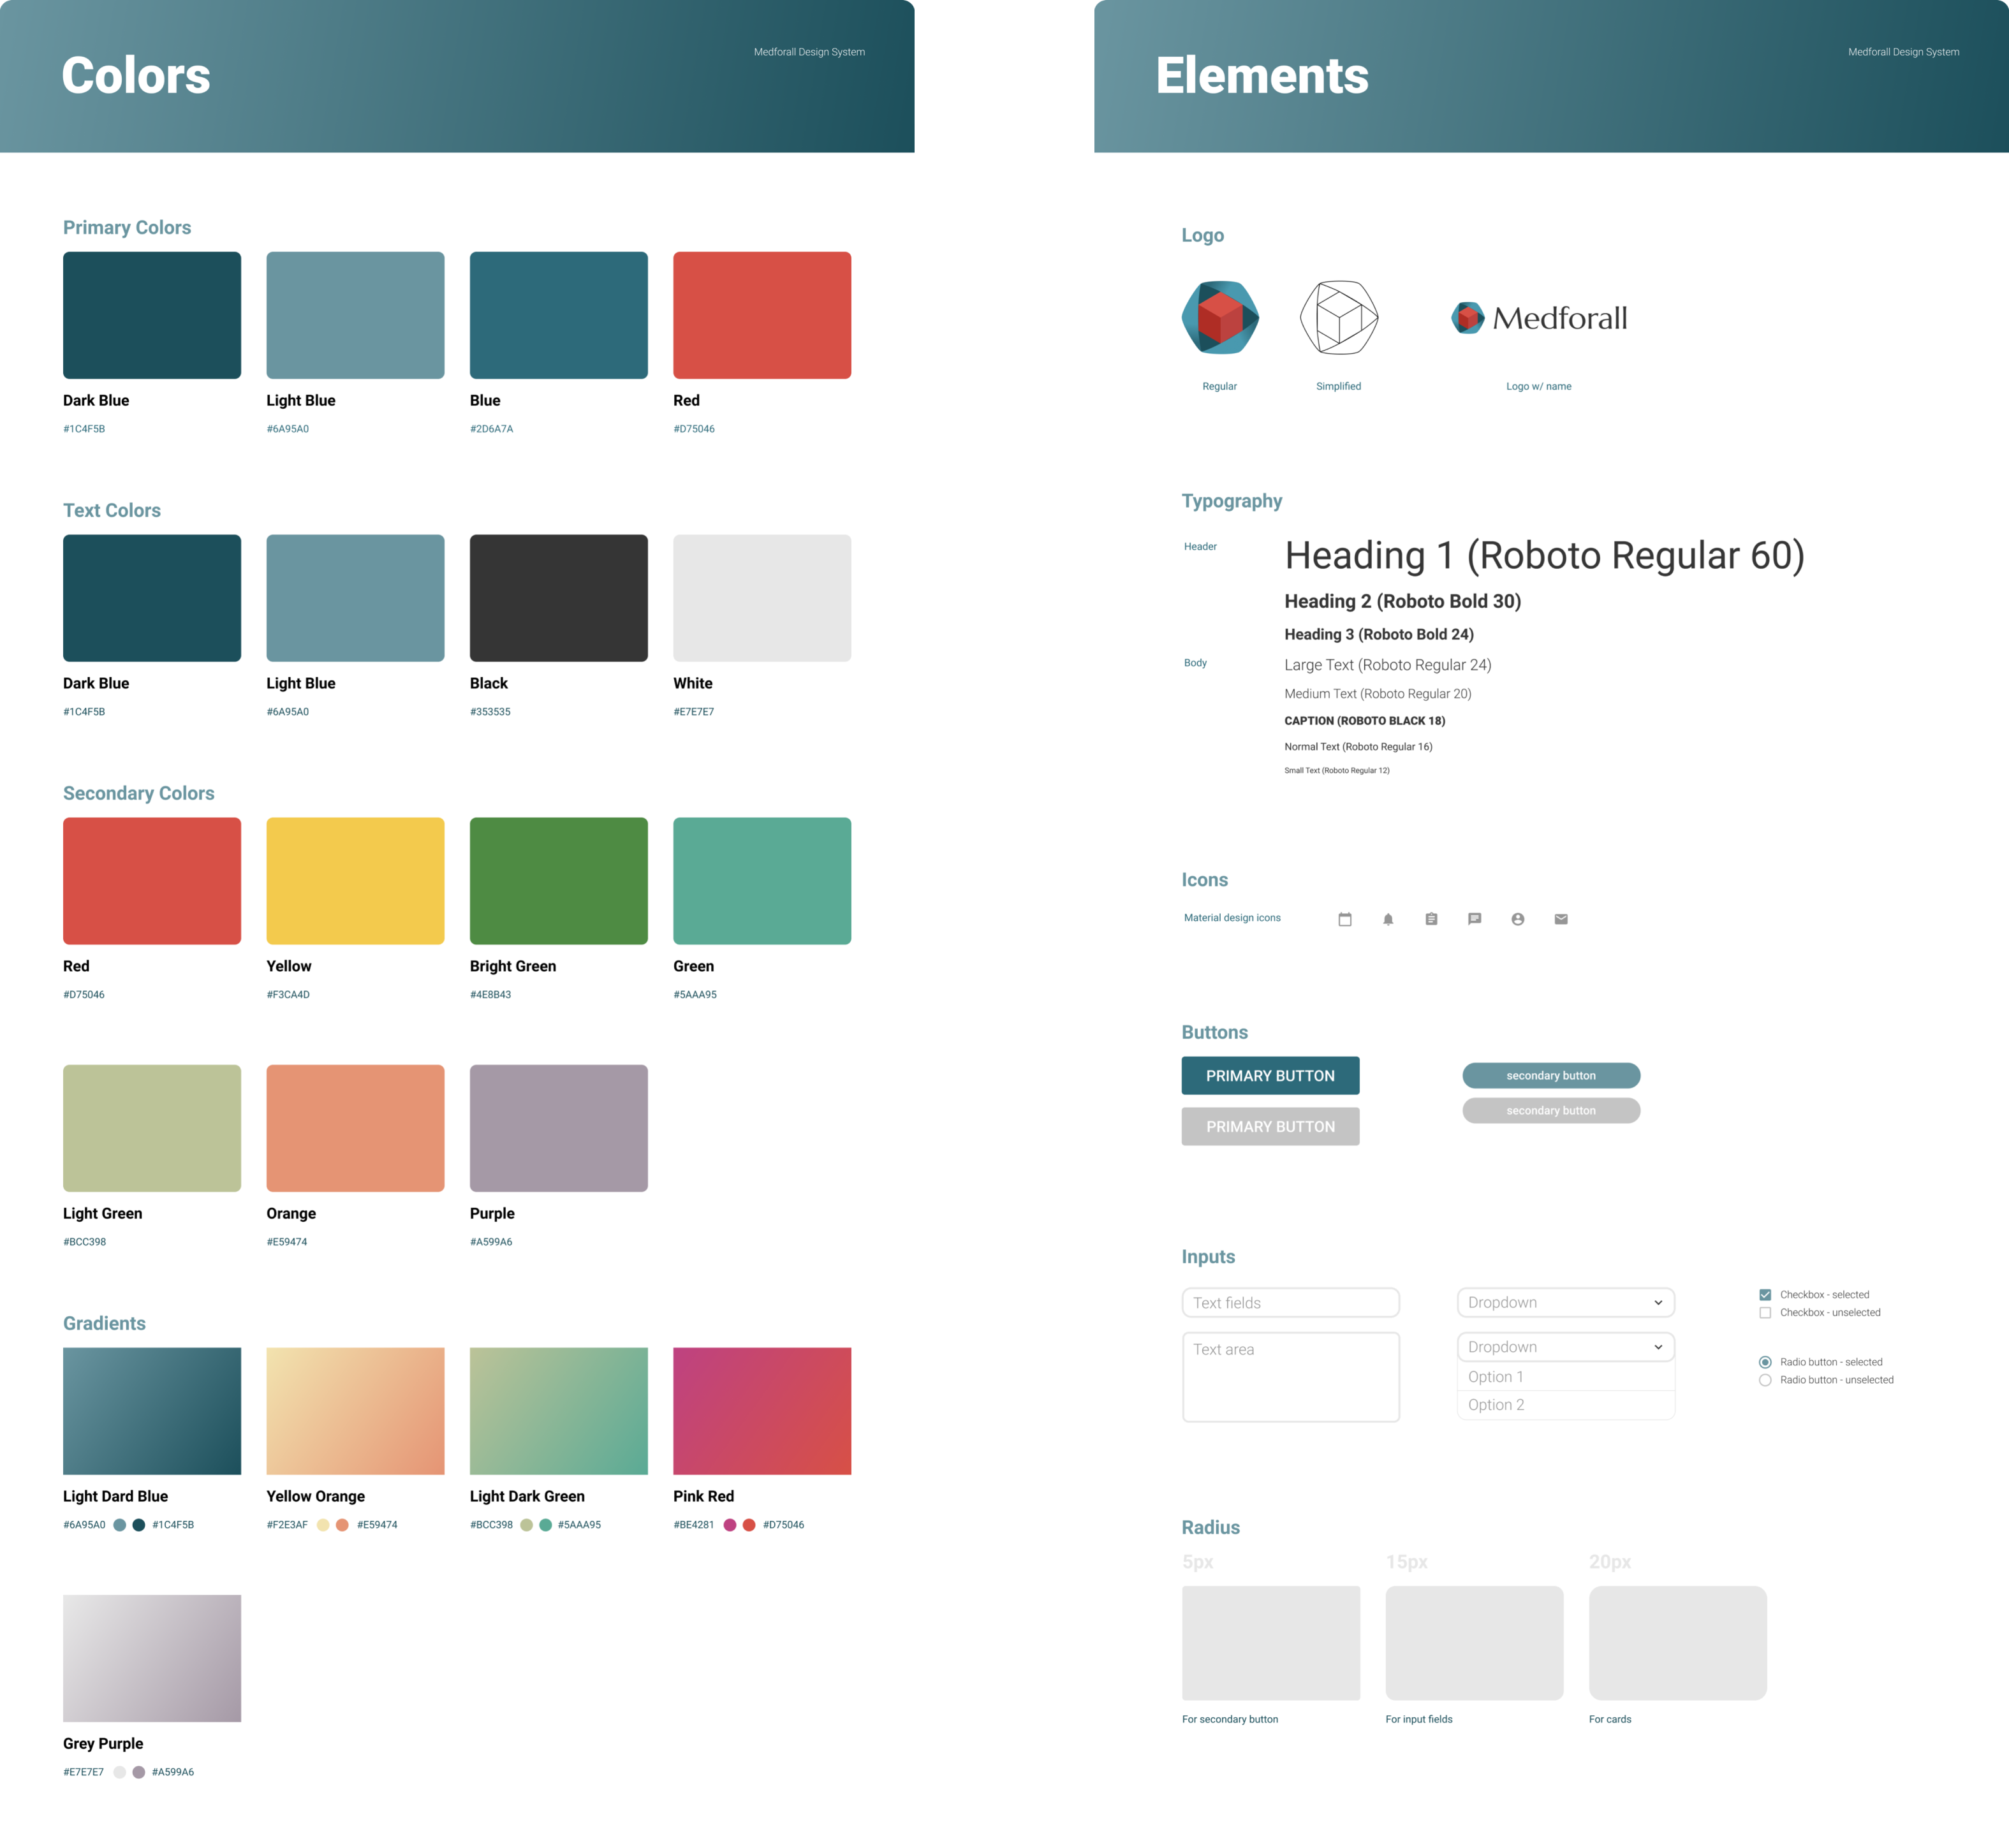 Colors
Medforall Design System
Primary Colors
Dark Blue
#1C4F5B
Light Blue
#6A95A0
Blue
#2D6A7A
Red
#D75046
Text Colors
Dark Blue
#1C4F5B
Light Blue
#6A95A0
Black
#353535
White
#E7E7E7
Secondary Colors
Red
#D75046
Yellow
#F3CA4D
Bright Green
#4E8B43
Green
#5AAA95
Light Green
#BCC398
Orange
#E59474
Purple
#A599A6
Gradients
Light Dard Blue
#6A95A0 #1C4F5B
Yellow Orange
#F2E3AF #E59474
Light Dark Green
#BCC398 #5AAA95
Pink Red
#BE4281 #D75046
Grey Purple
#E7E7E7 #A599A6
Elements
Medforall Design System
Logo
Medforall
Regular
Simplified
Logo w/ name
Typography
Header
Heading 1 (Roboto Regular 60)
Heading 2 (Roboto Bold 30)
Heading 3 (Roboto Bold 24)
Body
Large Text (Roboto Regular 24)
Medium Text (Roboto Regular 20)
CAPTION (ROBOTO BLACK 18)
Normal Text (Roboto Regular 16)
Small Text (Roboto Regular 12)
Icons
Material design icons
Buttons
PRIMARY BUTTON
secondary button
PRIMARY BUTTON
secondary button
Inputs
Text fields
Text area
Dropdown
Dropdown
Option 1
Option 2
Checkbox - selected
Checkbox - unselected
Radio button - selected
Radio button - unselected
Radius
5px
For secondary button
15px
For input fields
20px
For cards